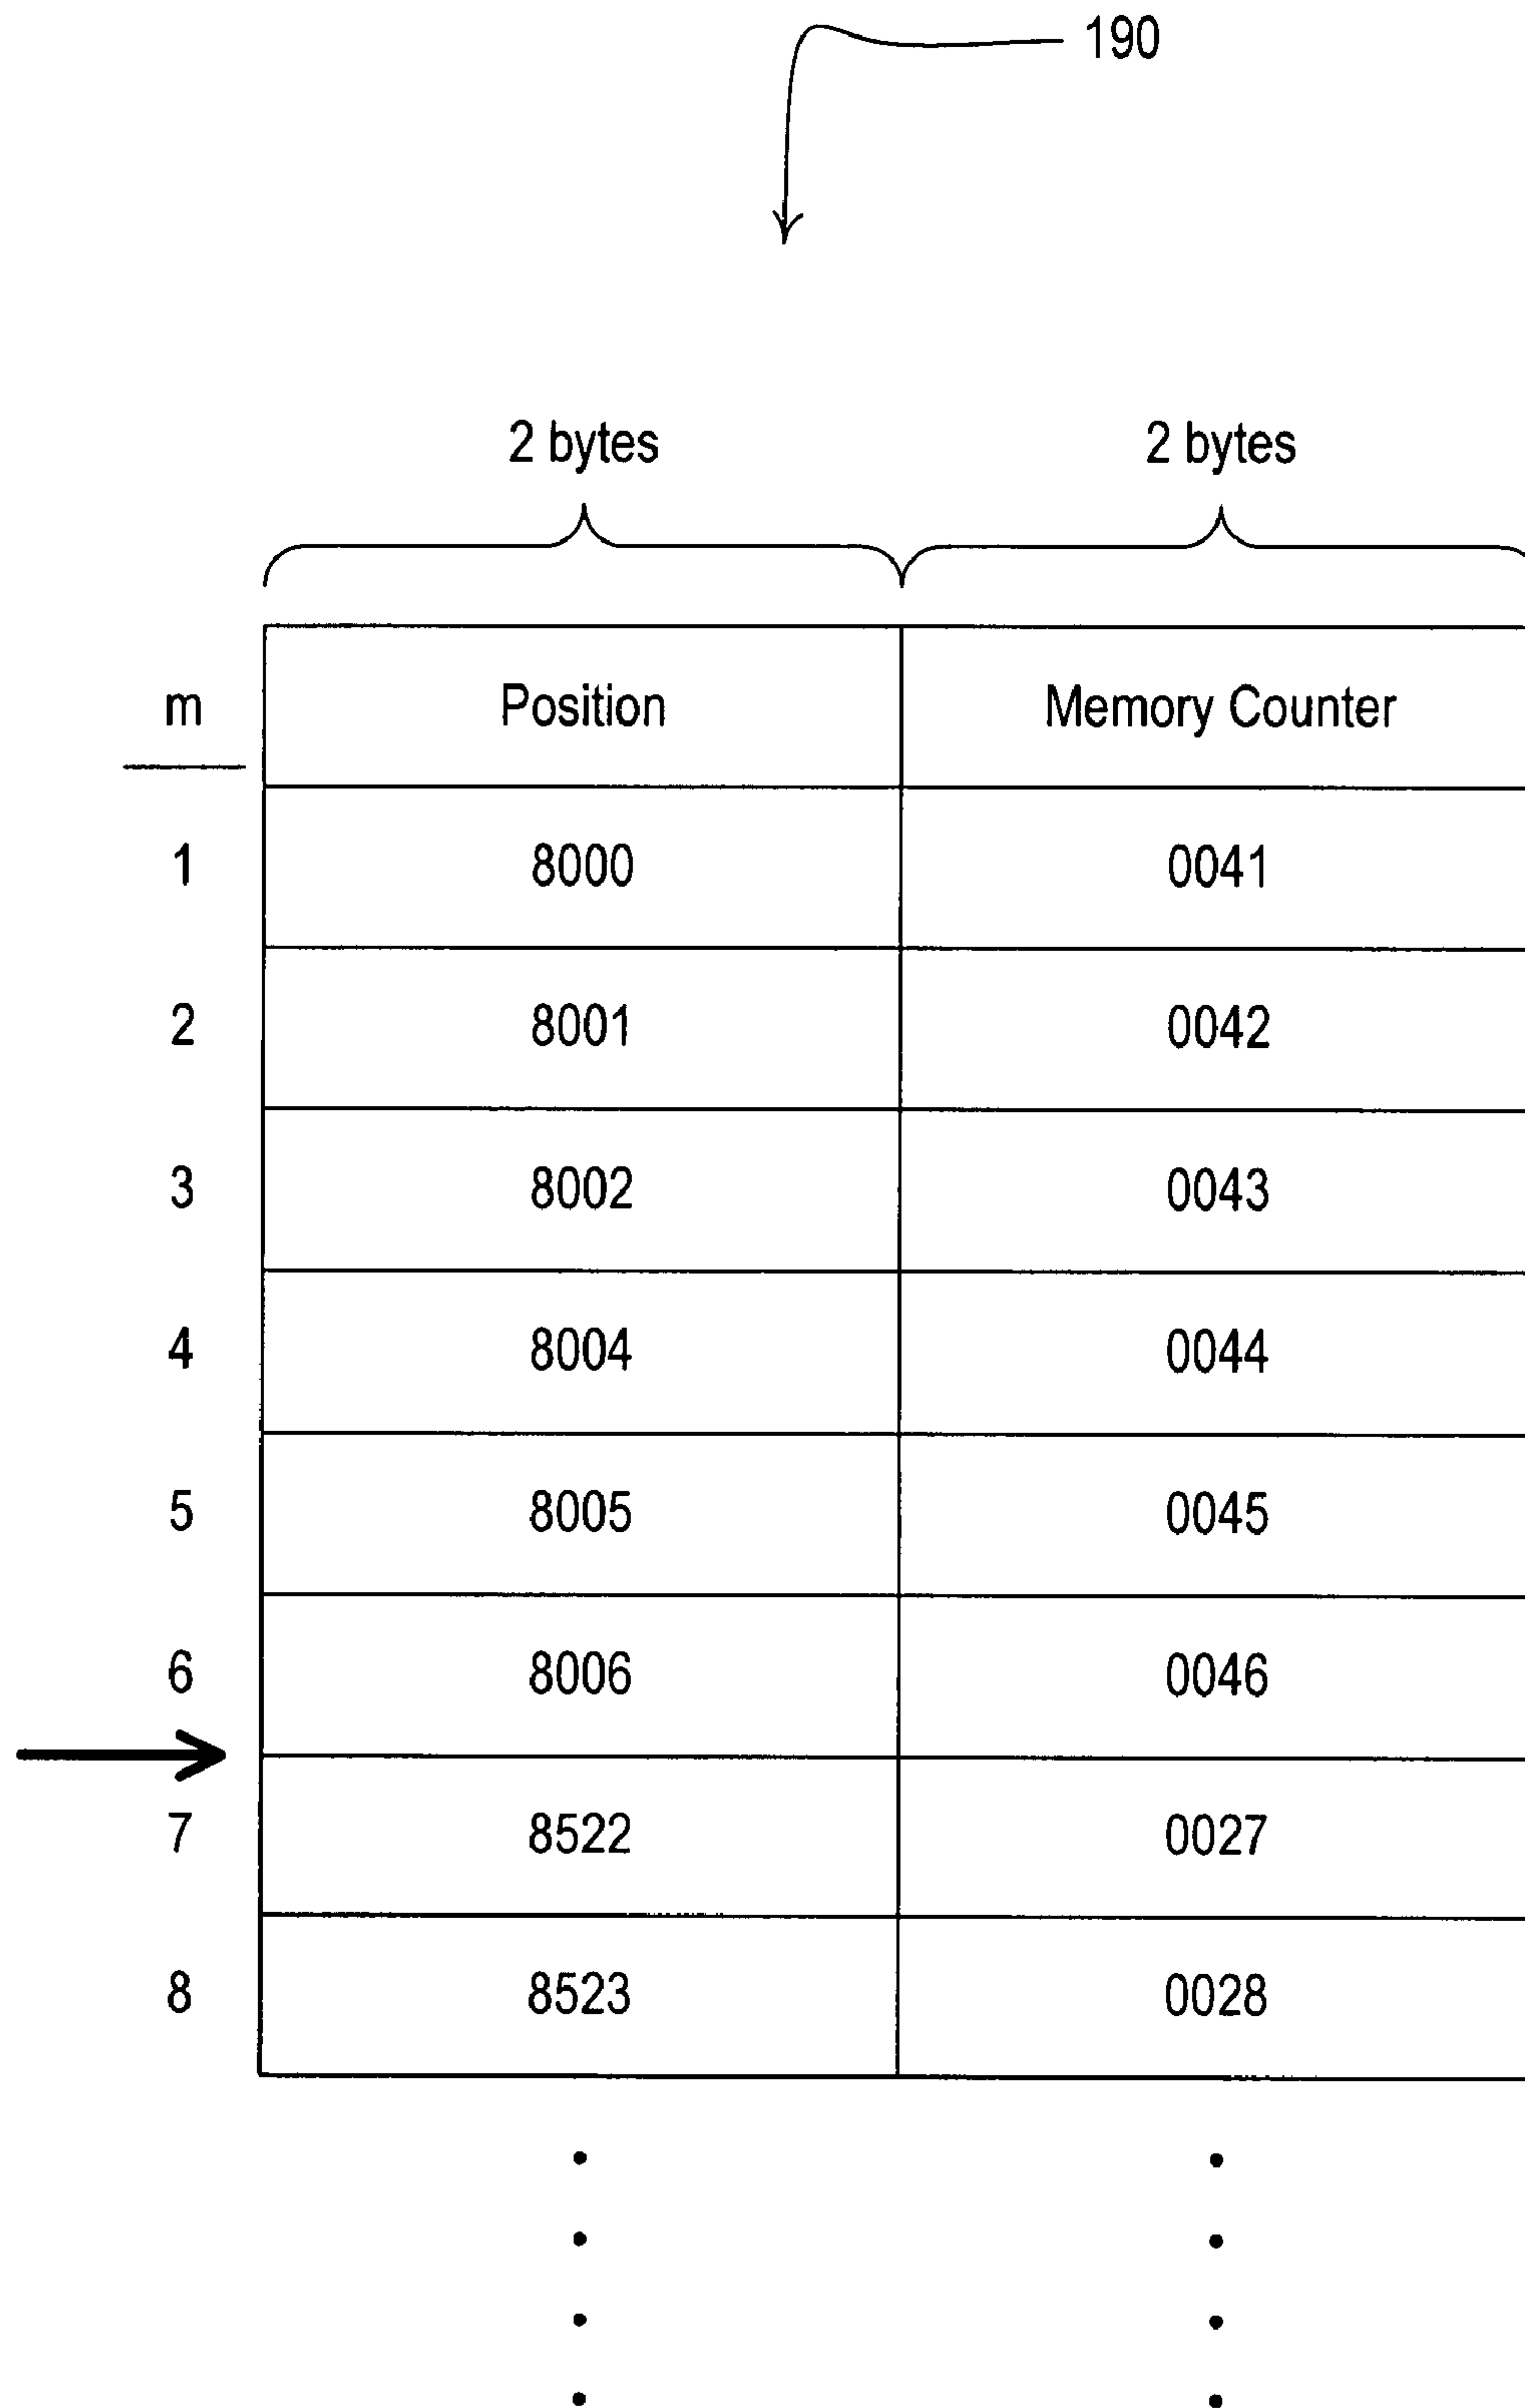 190
2 bytes 2 bytes
m Position Memory Counter
1 8000 0041
2 8001 0042
3 8002 0043
4 8004 0044
5 8005 0045
6 8006 0046
7 8522 0027
8 8523 0028